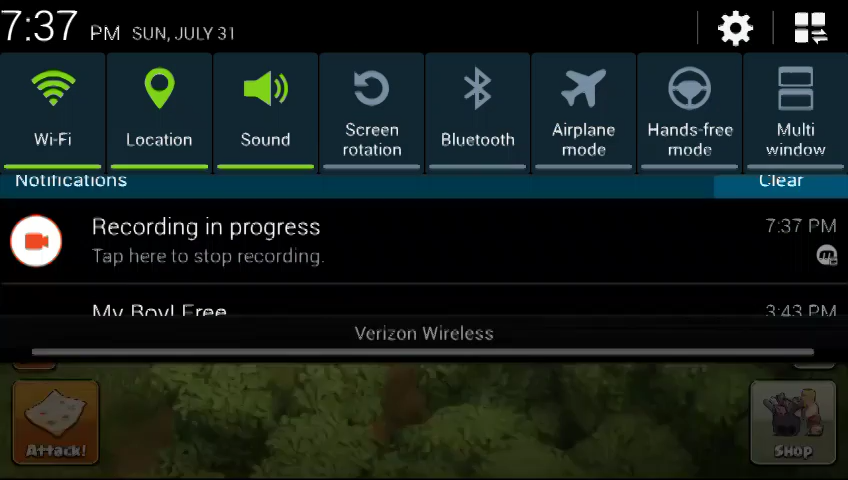 7:37 PM SUN, JULY 31
Wi-Fi
Location
Sound
Screen rotation
Bluetooth
Airplane mode
Hands-free mode
Multi window
Notifications
Clear
Recording in progress
7:37 PM
Tap here to stop recording.
My Boy! Free
3:43 PM
Verizon Wireless
Attack!
SHOP